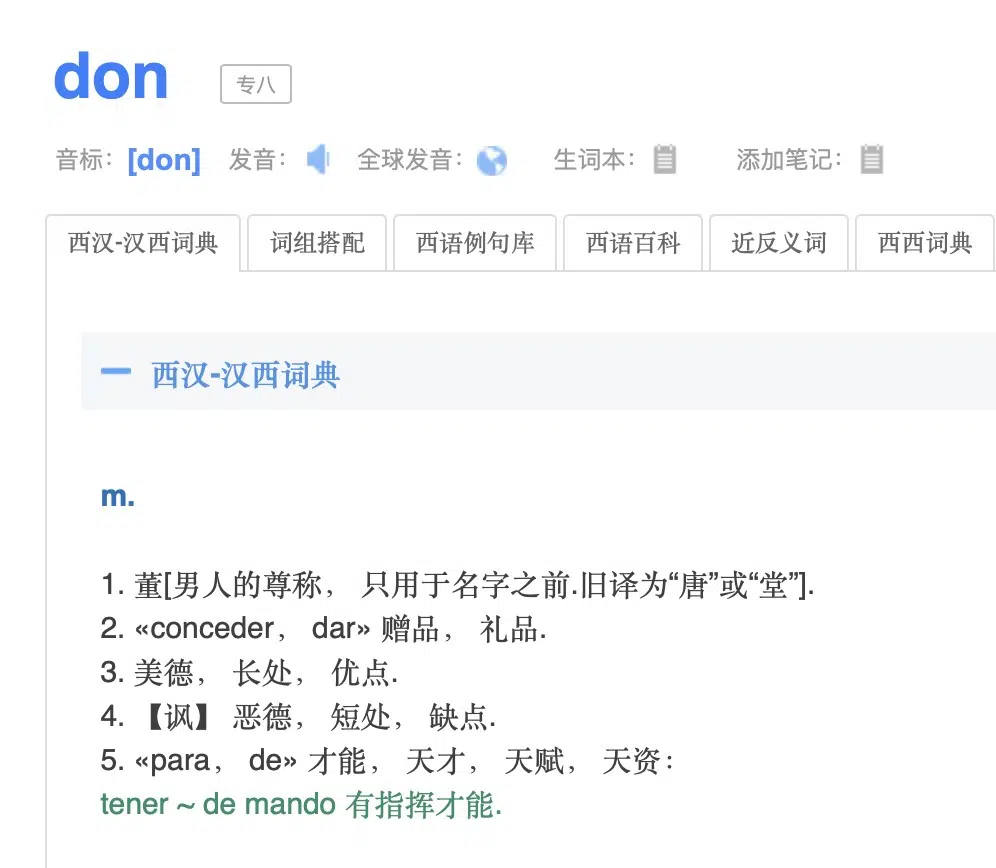 don 专八
音标： [don] 发音： 全球发音： 生词本： 添加笔记：
西汉-汉西词典 词组搭配 西语例句库 西语百科 近反义词 西西词典
西汉-汉西词典
m.
1. 董[男人的尊称， 只用于名字之前.旧译为“唐”或“堂”].
2. «conceder， dar» 赠品， 礼品.
3. 美德， 长处， 优点.
4. 【讽】 恶德， 短处， 缺点.
5. «para， de» 才能， 天才， 天赋， 天资：
tener ~ de mando 有指挥才能.